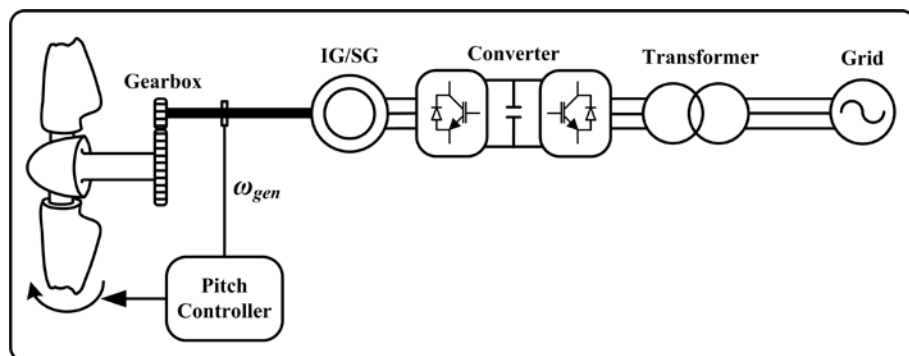 IG/SG
Converter
Transformer
Grid
Gearbox
ω_gen
Pitch
Controller